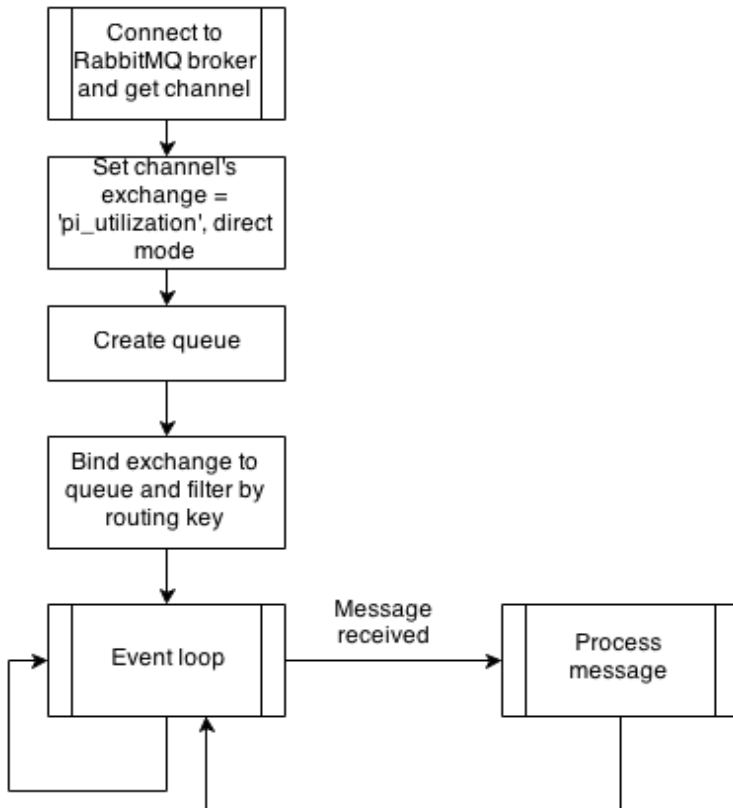 Connect to
RabbitMQ broker
and get channel
Set channel's
exchange =
'pi_utilization', direct
mode
Create queue
Bind exchange to
queue and filter by
routing key
Event loop
Message
received
Process
message